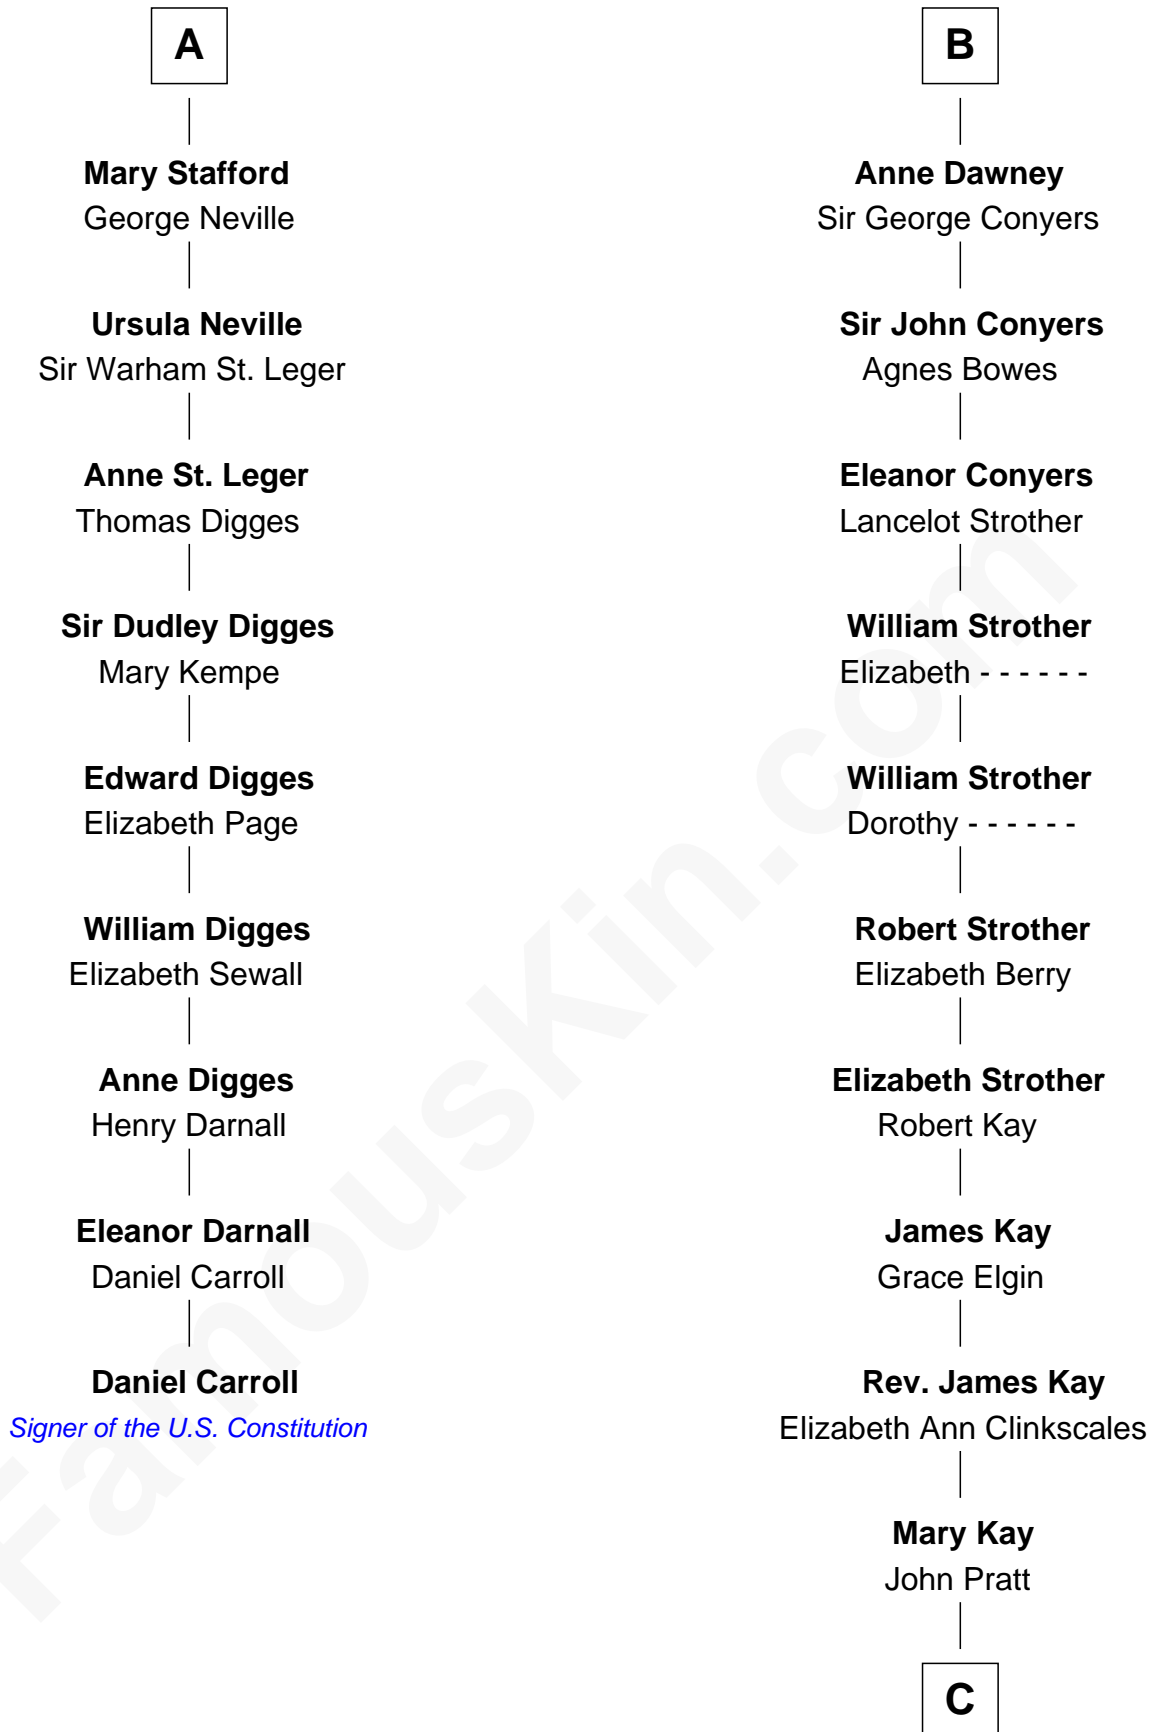 A
Mary Stafford
George Neville
Ursula Neville
Sir Warham St. Leger
Anne St. Leger
Thomas Digges
Sir Dudley Digges
Mary Kempe
Edward Digges
Elizabeth Page
William Digges
Elizabeth Sewall
Anne Digges
Henry Darnall
Eleanor Darnall
Daniel Carroll
Daniel Carroll
Signer of the U.S. Constitution
B
Anne Dawney
Sir George Conyers
Sir John Conyers
Agnes Bowes
Eleanor Conyers
Lancelot Strother
William Strother
Elizabeth - - - - - -
William Strother
Dorothy - - - - - -
Robert Strother
Elizabeth Berry
Elizabeth Strother
Robert Kay
James Kay
Grace Elgin
Rev. James Kay
Elizabeth Ann Clinkscales
Mary Kay
John Pratt
C
FamousKin.com